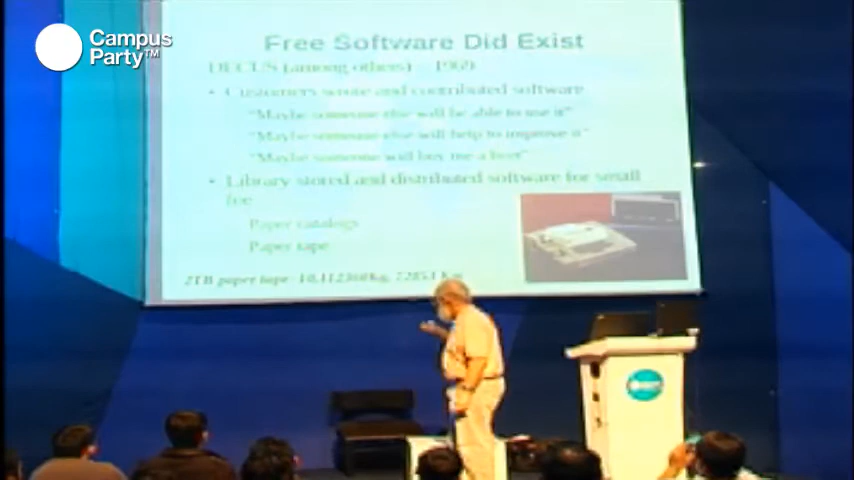 Campus
Party™
Free Software Did Exist
DECUS (among others) 1969
• Customers wrote and contributed software
"Maybe someone else will be able to use it"
"Maybe someone else will help to improve it"
"Maybe someone will buy me a beer"
• Library stored and distributed software for small
fee
Paper catalogs
Paper tape
2TB paper tape: